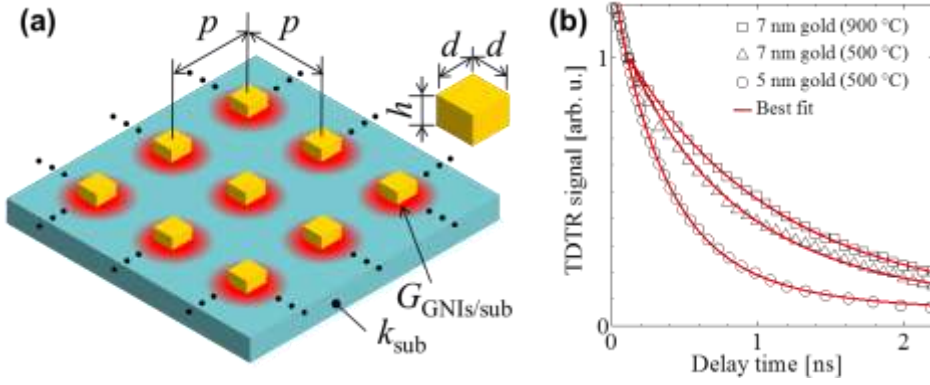 (a)
p
p
d
d
h
G_GNIs/sub
k_sub
(b)
TDTR signal [arb. u.]
1
0
□ 7 nm gold (900 °C)
△ 7 nm gold (500 °C)
○ 5 nm gold (500 °C)
Best fit
0
1
2
Delay time [ns]